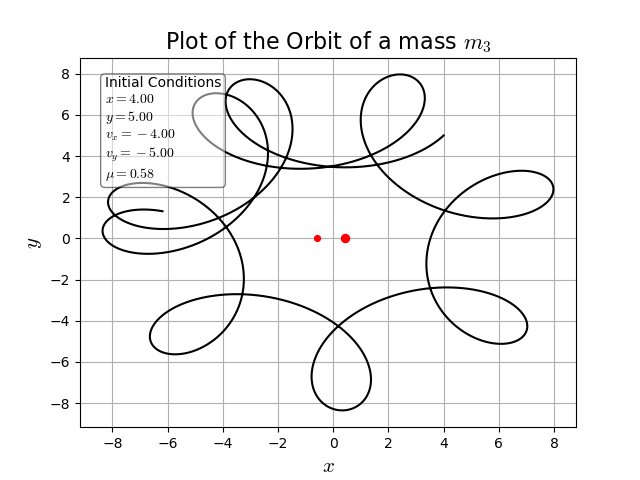 Plot of the Orbit of a mass m₃
Initial Conditions
x = 4.00
y = 5.00
vₓ = −4.00
v_y = −5.00
μ = 0.58
8
6
4
2
0
−2
−4
−6
−8
y
−8 −6 −4 −2 0 2 4 6 8
x